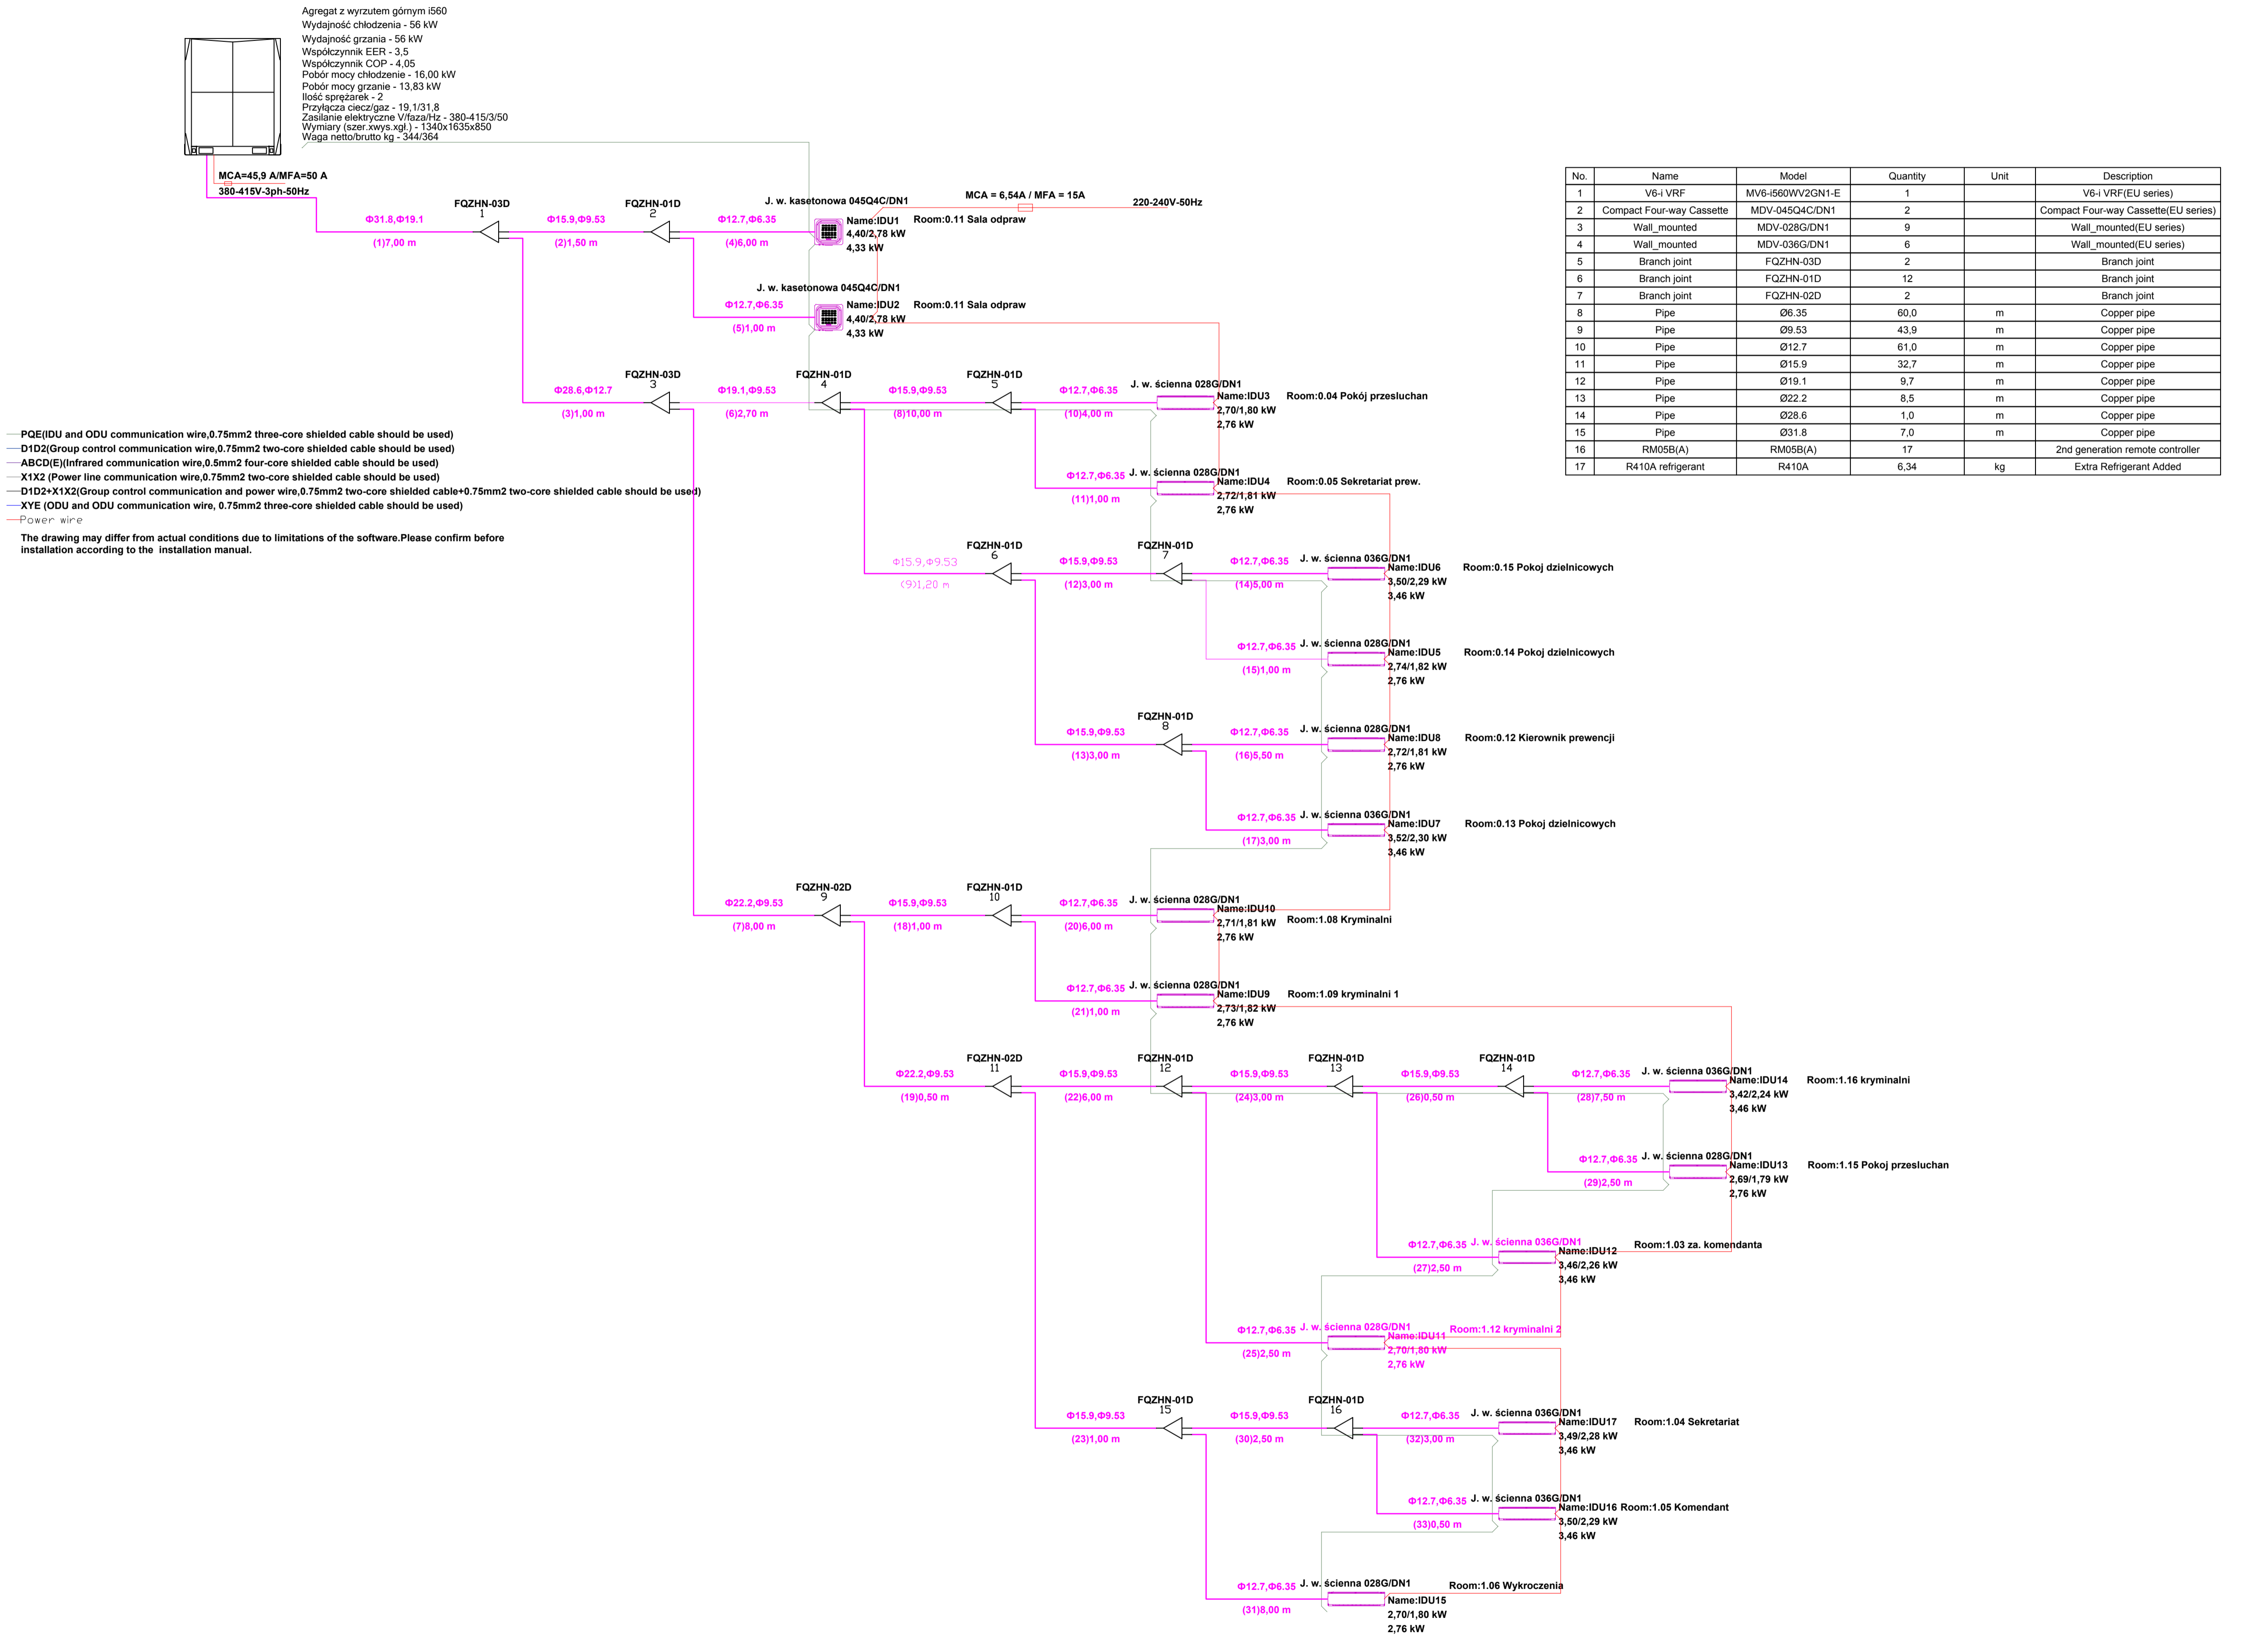 Agregat z wyrzutem górnym i560
Wydajność chłodzenia - 56 kW
Wydajność grzania - 56 kW
Współczynnik EER - 3,5
Współczynnik COP - 4,05
Pobór mocy chłodzenie - 16,00 kW
Pobór mocy grzanie - 13,83 kW
Ilość sprężarek - 2
Przyłącza ciecz/gaz - 19,1/31,8
Zasilanie elektryczne V/faza/Hz - 380-415/3/50
Wymiary (szer.xwys.xgł.) - 1340x1635x850
Waga netto/brutto kg - 344/364
MCA=45,9 A/MFA=50 A
380-415V-3ph-50Hz
FQZHN-03D
1
Φ31.8,Φ19.1
(1)7,00 m
FQZHN-01D
2
Φ15.9,Φ9.53
(2)1,50 m
Φ12.7,Φ6.35
(4)6,00 m
J. w. kasetonowa 045Q4C/DN1
Name:IDU1 Room:0.11 Sala odpraw
4,40/2,78 kW
4,33 kW
MCA = 6,54A / MFA = 15A
220-240V-50Hz
J. w. kasetonowa 045Q4C/DN1
Φ12.7,Φ6.35
(5)1,00 m
Name:IDU2 Room:0.11 Sala odpraw
4,40/2,78 kW
4,33 kW
FQZHN-03D
3
Φ28.6,Φ12.7
(3)1,00 m
FQZHN-01D
4
Φ19.1,Φ9.53
(6)2,70 m
FQZHN-01D
5
Φ15.9,Φ9.53
(8)10,00 m
Φ12.7,Φ6.35
(10)4,00 m
J. w. ścienna 028G/DN1
Name:IDU3 Room:0.04 Pokój przesluchan
2,70/1,80 kW
2,76 kW
Φ12.7,Φ6.35
(11)1,00 m
J. w. ścienna 028G/DN1
Name:IDU4 Room:0.05 Sekretariat prew.
2,72/1,81 kW
2,76 kW
PQE(IDU and ODU communication wire,0.75mm2 three-core shielded cable should be used)
D1D2(Group control communication wire,0.75mm2 two-core shielded cable should be used)
ABCD(E)(Infrared communication wire,0.5mm2 four-core shielded cable should be used)
X1X2 (Power line communication wire,0.75mm2 two-core shielded cable should be used)
D1D2+X1X2(Group control communication and power wire,0.75mm2 two-core shielded cable+0.75mm2 two-core shielded cable should be used)
XYE (ODU and ODU communication wire, 0.75mm2 three-core shielded cable should be used)
Power wire
The drawing may differ from actual conditions due to limitations of the software.Please confirm before
installation according to the installation manual.
FQZHN-01D
6
Φ15.9,Φ9.53
(9)1,20 m
FQZHN-01D
7
Φ15.9,Φ9.53
(12)3,00 m
Φ12.7,Φ6.35
(14)5,00 m
J. w. ścienna 036G/DN1
Name:IDU6 Room:0.15 Pokoj dzielnicowych
3,50/2,29 kW
3,46 kW
Φ12.7,Φ6.35
(15)1,00 m
J. w. ścienna 028G/DN1
Name:IDU5 Room:0.14 Pokoj dzielnicowych
2,74/1,82 kW
2,76 kW
FQZHN-01D
8
Φ15.9,Φ9.53
(13)3,00 m
Φ12.7,Φ6.35
(16)5,50 m
J. w. ścienna 028G/DN1
Name:IDU8 Room:0.12 Kierownik prewencji
2,72/1,81 kW
2,76 kW
Φ12.7,Φ6.35
(17)3,00 m
J. w. ścienna 036G/DN1
Name:IDU7 Room:0.13 Pokoj dzielnicowych
3,52/2,30 kW
3,46 kW
FQZHN-02D
9
Φ22.2,Φ9.53
(7)8,00 m
FQZHN-01D
10
Φ15.9,Φ9.53
(18)1,00 m
Φ12.7,Φ6.35
(20)6,00 m
J. w. ścienna 028G/DN1
Name:IDU10
2,71/1,81 kW Room:1.08 Kryminalni
2,76 kW
Φ12.7,Φ6.35
(21)1,00 m
J. w. ścienna 028G/DN1
Name:IDU9 Room:1.09 kryminalni 1
2,73/1,82 kW
2,76 kW
FQZHN-02D
11
Φ22.2,Φ9.53
(19)0,50 m
FQZHN-01D
12
Φ15.9,Φ9.53
(22)6,00 m
FQZHN-01D
13
Φ15.9,Φ9.53
(24)3,00 m
FQZHN-01D
14
Φ15.9,Φ9.53
(26)0,50 m
Φ12.7,Φ6.35
(28)7,50 m
J. w. ścienna 036G/DN1
Name:IDU14 Room:1.16 kryminalni
3,42/2,24 kW
3,46 kW
Φ12.7,Φ6.35
(29)2,50 m
J. w. ścienna 028G/DN1
Name:IDU13 Room:1.15 Pokoj przesluchan
2,69/1,79 kW
2,76 kW
Φ12.7,Φ6.35
(27)2,50 m
J. w. ścienna 036G/DN1
Name:IDU12 Room:1.03 za. komendanta
3,46/2,26 kW
3,46 kW
Φ12.7,Φ6.35
(25)2,50 m
J. w. ścienna 028G/DN1
Name:IDU11 Room:1.12 kryminalni 2
2,70/1,80 kW
2,76 kW
FQZHN-01D
15
Φ15.9,Φ9.53
(23)1,00 m
FQZHN-01D
16
Φ15.9,Φ9.53
(30)2,50 m
Φ12.7,Φ6.35
(32)3,00 m
J. w. ścienna 036G/DN1
Name:IDU17 Room:1.04 Sekretariat
3,49/2,28 kW
3,46 kW
Φ12.7,Φ6.35
(33)0,50 m
J. w. ścienna 036G/DN1
Name:IDU16 Room:1.05 Komendant
3,50/2,29 kW
3,46 kW
Φ12.7,Φ6.35
(31)8,00 m
J. w. ścienna 028G/DN1
Room:1.06 Wykroczenia
Name:IDU15
2,70/1,80 kW
2,76 kW
No. Name Model Quantity Unit Description
1 V6-i VRF MV6-i560WV2GN1-E 1 V6-i VRF(EU series)
2 Compact Four-way Cassette MDV-045Q4C/DN1 2 Compact Four-way Cassette(EU series)
3 Wall_mounted MDV-028G/DN1 9 Wall_mounted(EU series)
4 Wall_mounted MDV-036G/DN1 6 Wall_mounted(EU series)
5 Branch joint FQZHN-03D 2 Branch joint
6 Branch joint FQZHN-01D 12 Branch joint
7 Branch joint FQZHN-02D 2 Branch joint
8 Pipe Ø6.35 60,0 m Copper pipe
9 Pipe Ø9.53 43,9 m Copper pipe
10 Pipe Ø12.7 61,0 m Copper pipe
11 Pipe Ø15.9 32,7 m Copper pipe
12 Pipe Ø19.1 9,7 m Copper pipe
13 Pipe Ø22.2 8,5 m Copper pipe
14 Pipe Ø28.6 1,0 m Copper pipe
15 Pipe Ø31.8 7,0 m Copper pipe
16 RM05B(A) RM05B(A) 17 2nd generation remote controller
17 R410A refrigerant R410A 6,34 kg Extra Refrigerant Added